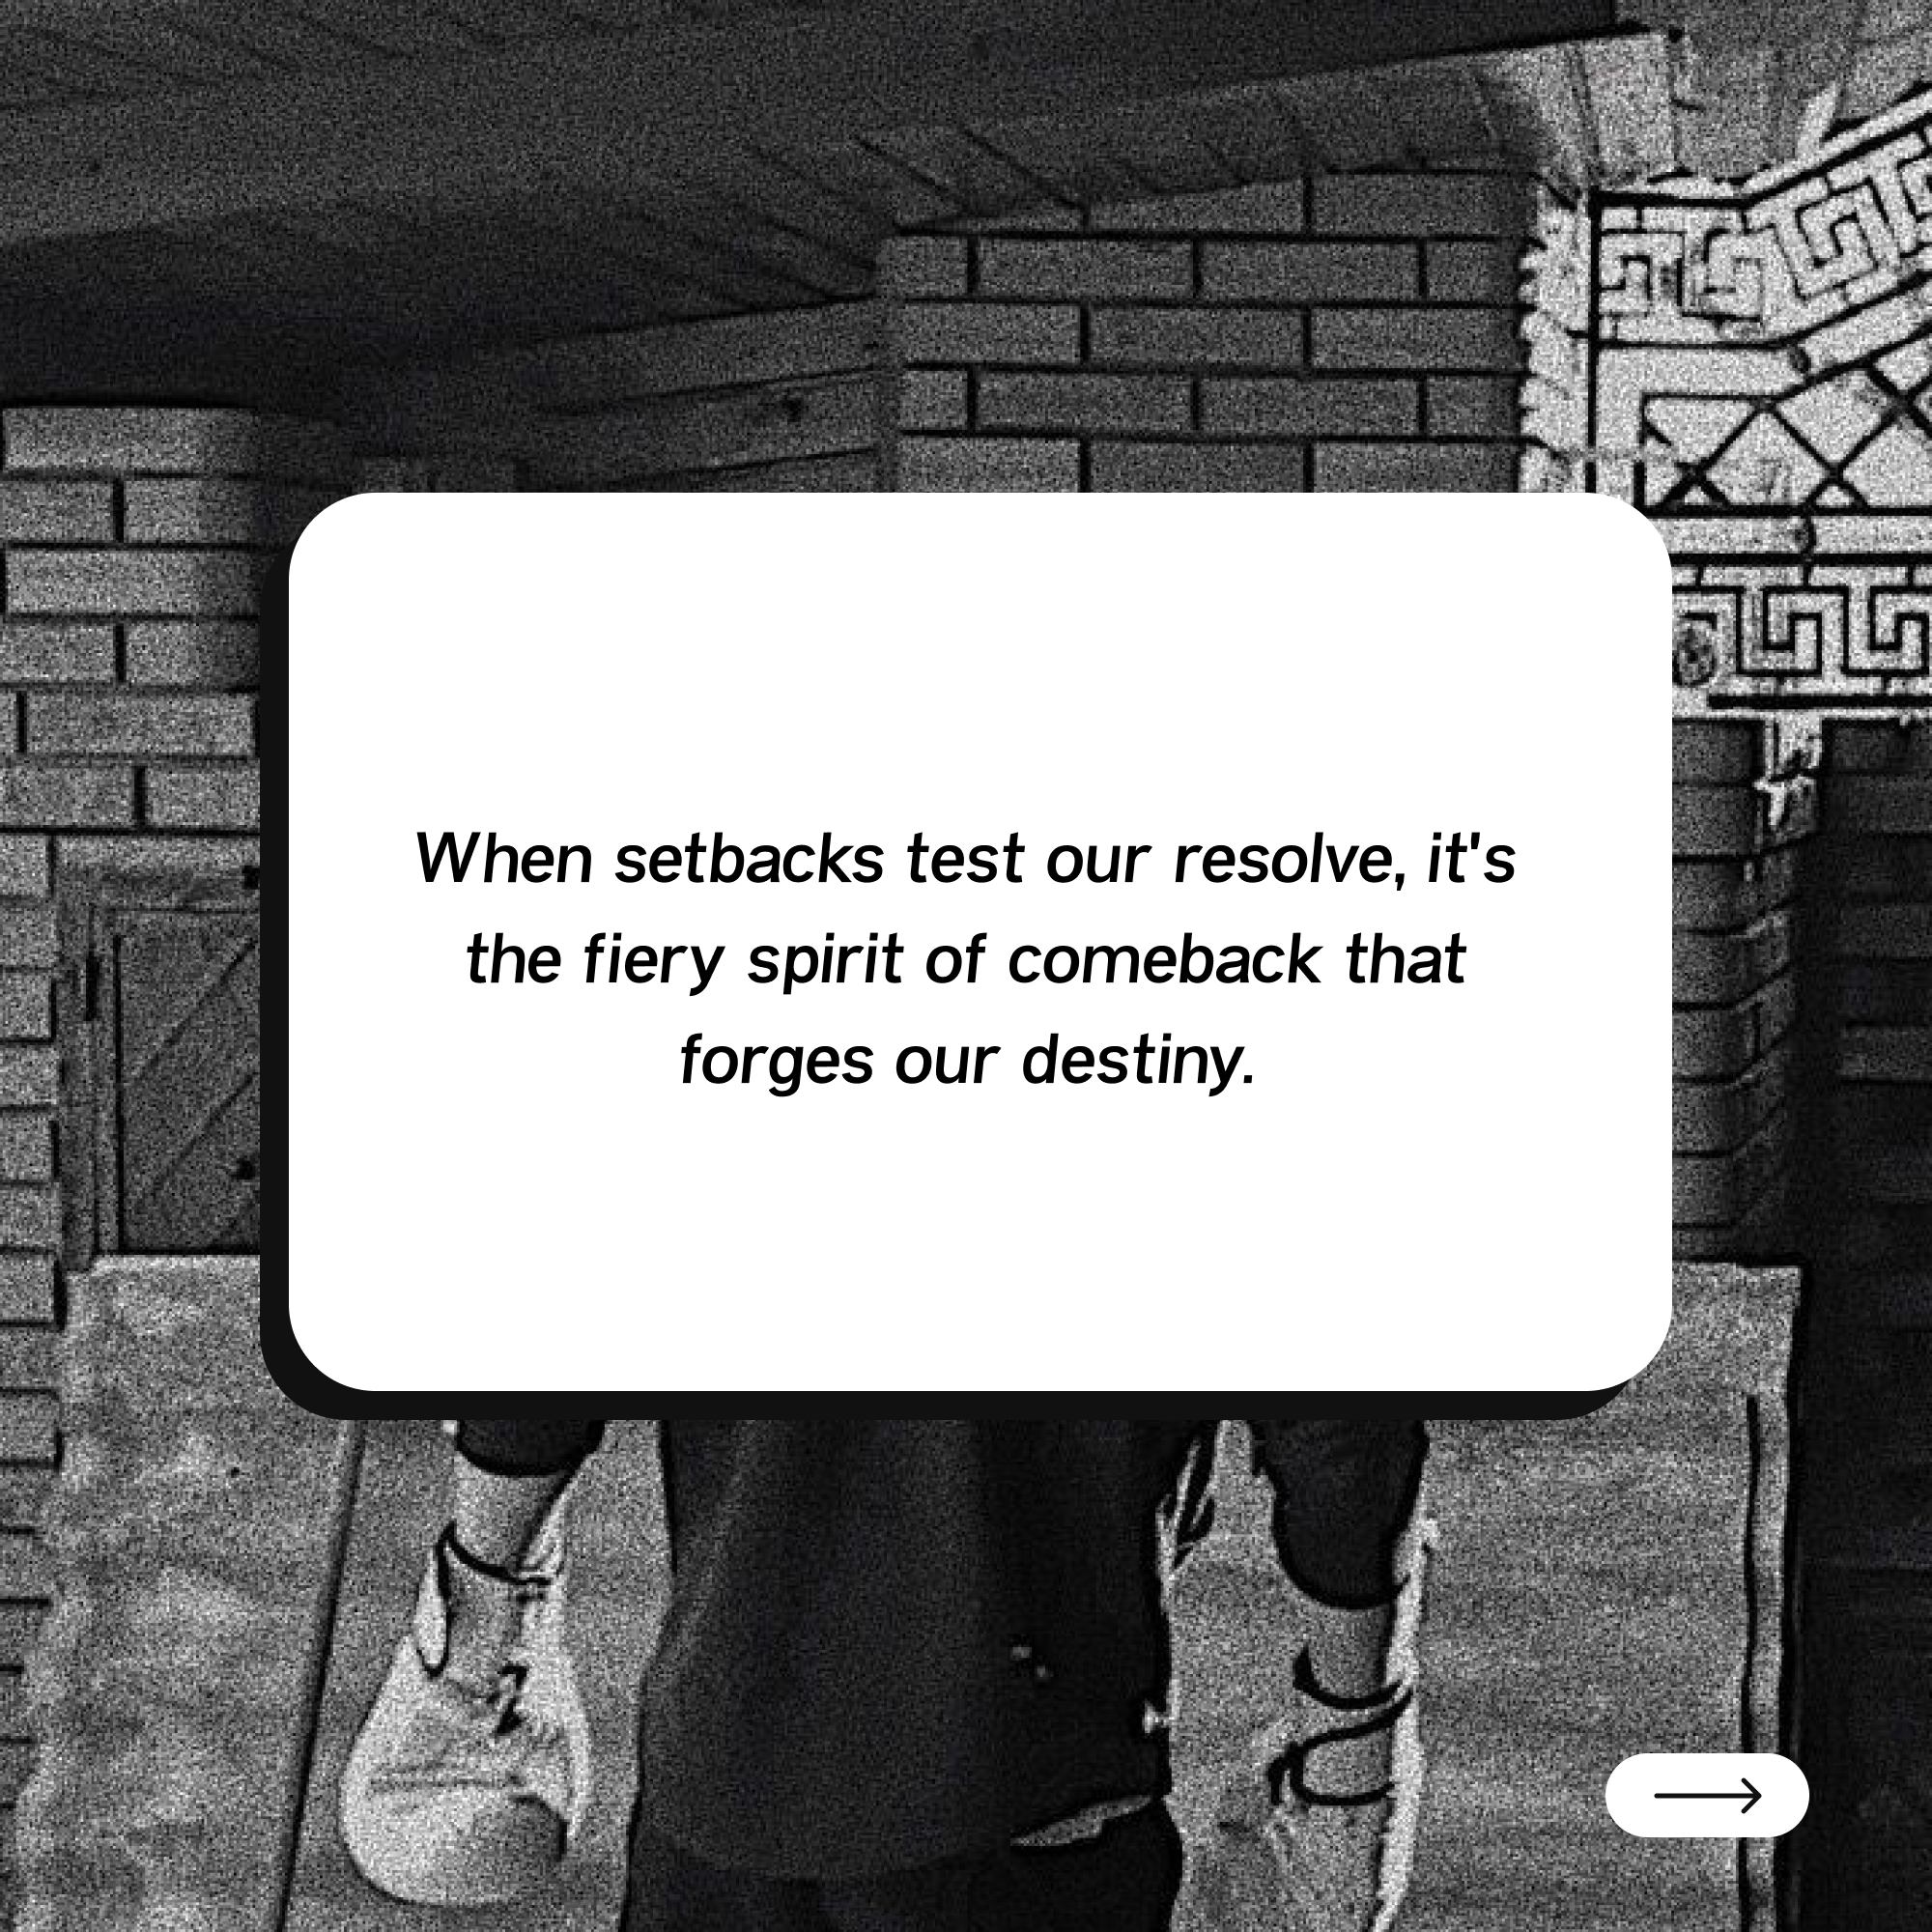 When setbacks test our resolve, it's
the fiery spirit of comeback that
forges our destiny.